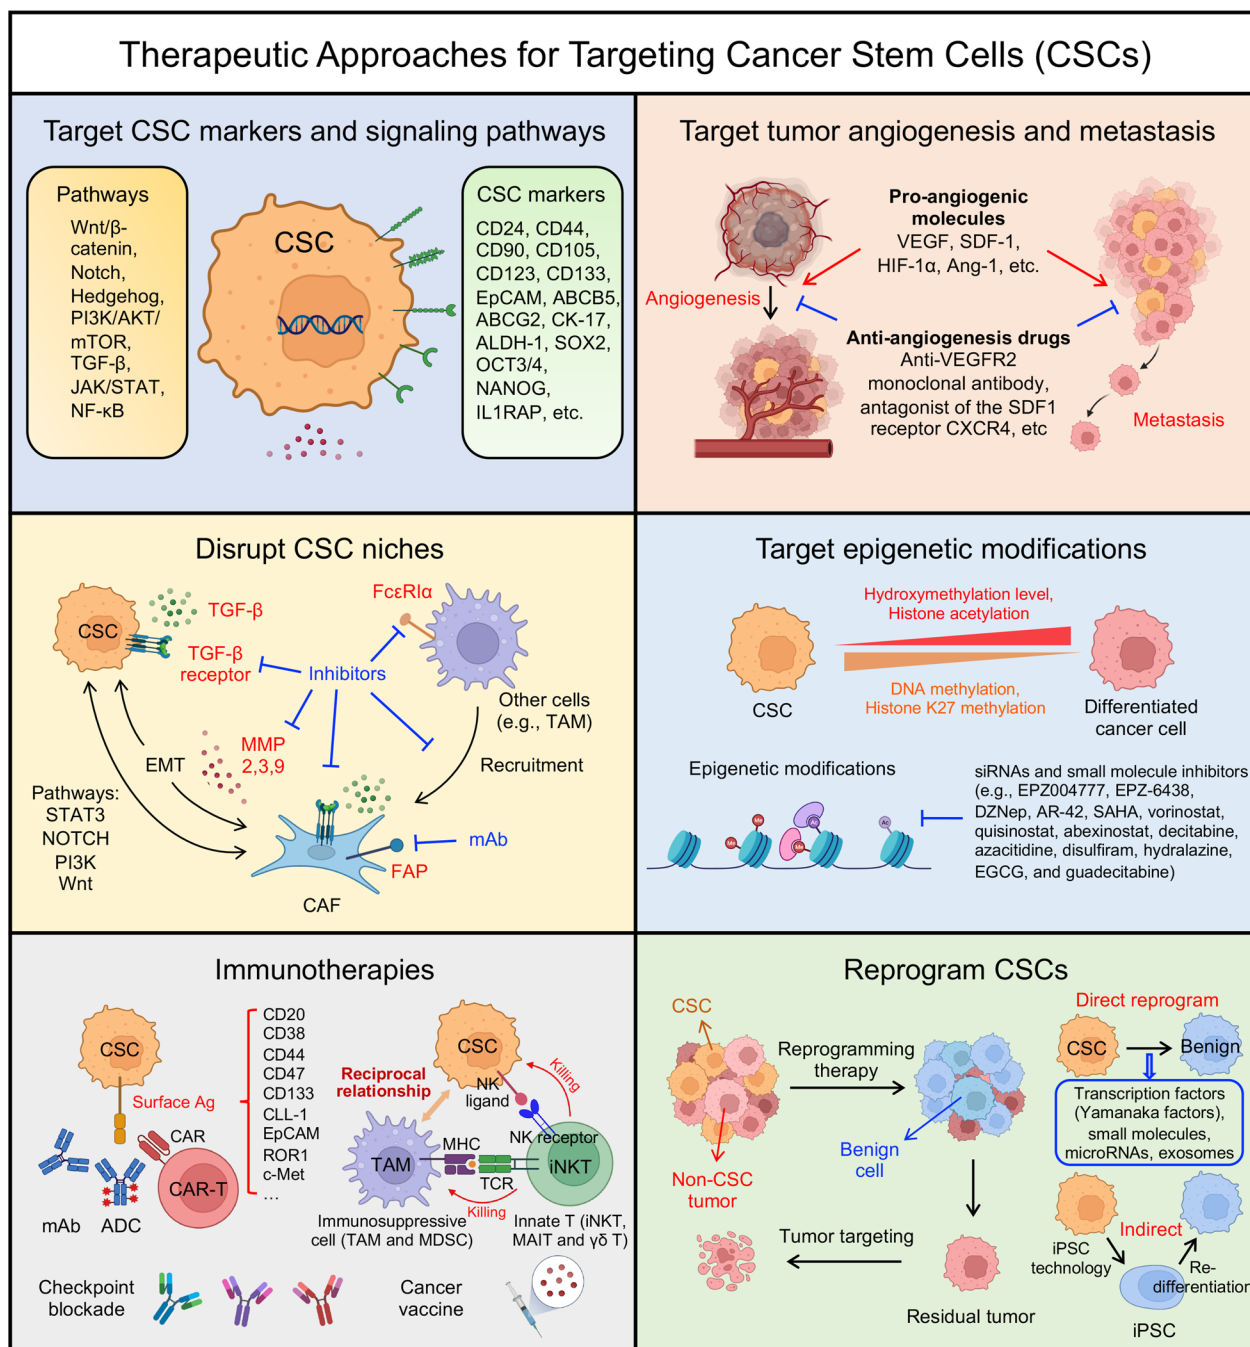 Therapeutic Approaches for Targeting Cancer Stem Cells (CSCs)
Target CSC markers and signaling pathways
Pathways
Wnt/β-
catenin,
Notch,
Hedgehog,
PI3K/AKT/
mTOR,
TGF-β,
JAK/STAT,
NF-κB
CSC
CSC markers
CD24, CD44,
CD90, CD105,
CD123, CD133,
EpCAM, ABCB5,
ABCG2, CK-17,
ALDH-1, SOX2,
OCT3/4,
NANOG,
IL1RAP, etc.
Target tumor angiogenesis and metastasis
Pro-angiogenic
molecules
VEGF, SDF-1,
HIF-1α, Ang-1, etc.
Angiogenesis
Anti-angiogenesis drugs
Anti-VEGFR2
monoclonal antibody,
antagonist of the SDF1
receptor CXCR4, etc
Metastasis
Disrupt CSC niches
CSC
TGF-β
TGF-β
receptor
FcεRIα
Inhibitors
Other cells
(e.g., TAM)
MMP
2,3,9
EMT
Recruitment
Pathways:
STAT3
NOTCH
PI3K
Wnt
mAb
FAP
CAF
Target epigenetic modifications
Hydroxymethylation level,
Histone acetylation
DNA methylation,
Histone K27 methylation
CSC
Differentiated
cancer cell
Epigenetic modifications
Me
Me
Ac
Ac
siRNAs and small molecule inhibitors
(e.g., EPZ004777, EPZ-6438,
DZNep, AR-42, SAHA, vorinostat,
quisinostat, abexinostat, decitabine,
azacitidine, disulfiram, hydralazine,
EGCG, and guadecitabine)
Immunotherapies
CSC
Surface Ag
CAR
CAR-T
mAb
ADC
CD20
CD38
CD44
CD47
CD133
CLL-1
EpCAM
ROR1
c-Met
...
Reciprocal
relationship
CSC
NK
ligand
Killing
NK receptor
TAM
MHC
TCR
iNKT
Killing
Immunosuppressive
cell (TAM and MDSC)
Innate T (iNKT,
MAIT and γδ T)
Checkpoint
blockade
Cancer
vaccine
Reprogram CSCs
CSC
Reprogramming
therapy
Benign
cell
Non-CSC
tumor
Tumor targeting
Residual tumor
Direct reprogram
CSC
Benign
Transcription factors
(Yamanaka factors),
small molecules,
microRNAs, exosomes
Indirect
iPSC
technology
Re-
differentiation
iPSC